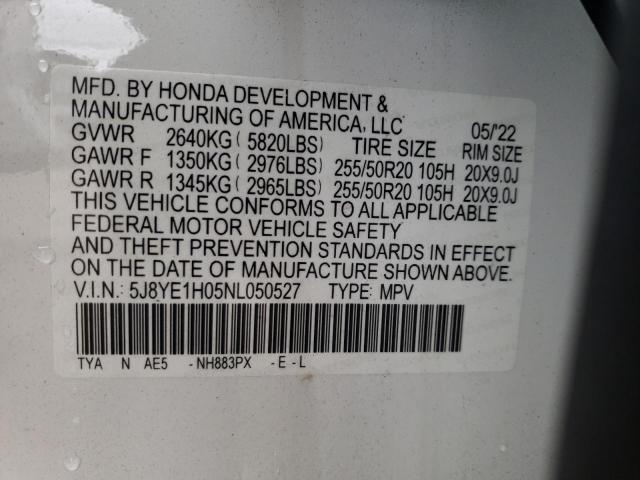 MFD. BY HONDA DEVELOPMENT &
MANUFACTURING OF AMERICA, LLC 05/'22
GVWR 2640KG ( 5820LBS) TIRE SIZE RIM SIZE
GAWR F 1350KG ( 2976LBS) 255/50R20 105H 20X9.0J
GAWR R 1345KG ( 2965LBS) 255/50R20 105H 20X9.0J
THIS VEHICLE CONFORMS TO ALL APPLICABLE
FEDERAL MOTOR VEHICLE SAFETY
AND THEFT PREVENTION STANDARDS IN EFFECT
ON THE DATE OF MANUFACTURE SHOWN ABOVE.
V.I.N.: 5J8YE1H05NL050527 TYPE: MPV
TYA N AE5 -NH883PX -E-L